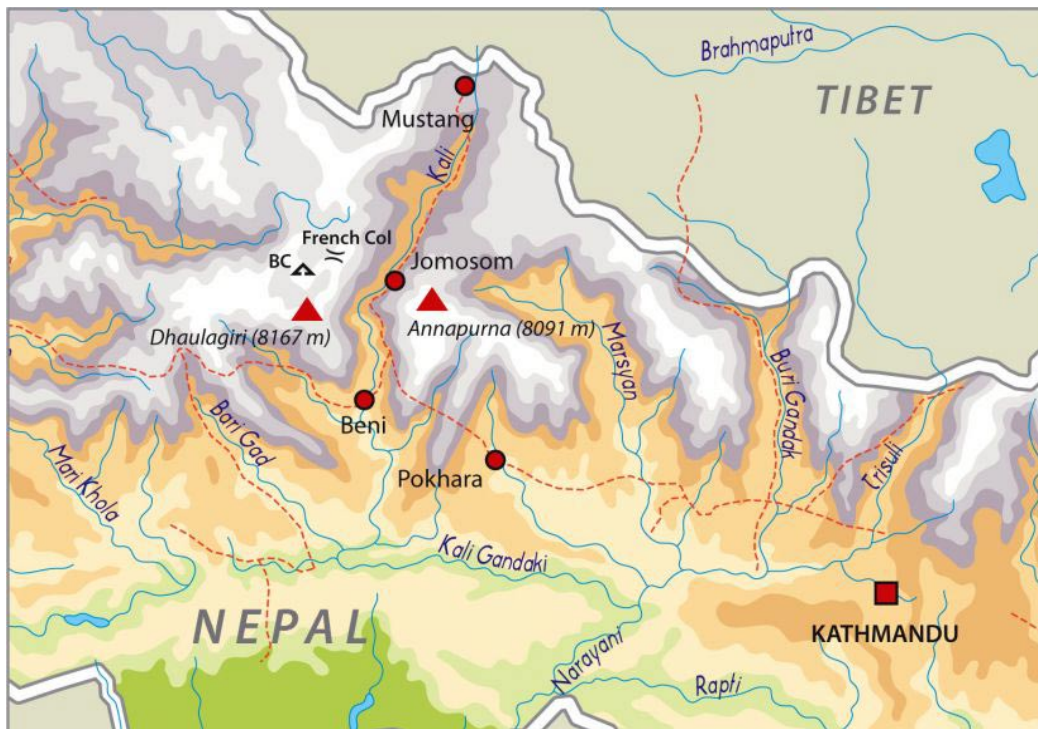 Brahmaputra
TIBET
Mustang
Kali
French Col
BC
Jomosom
Dhaulagiri (8167 m)
Annapurna (8091 m)
Marsyan
Buri Gandak
Beni
Bari Gad
Mari Khola
Pokhara
Trisuli
Kali Gandaki
NEPAL
KATHMANDU
Narayani
Rapti